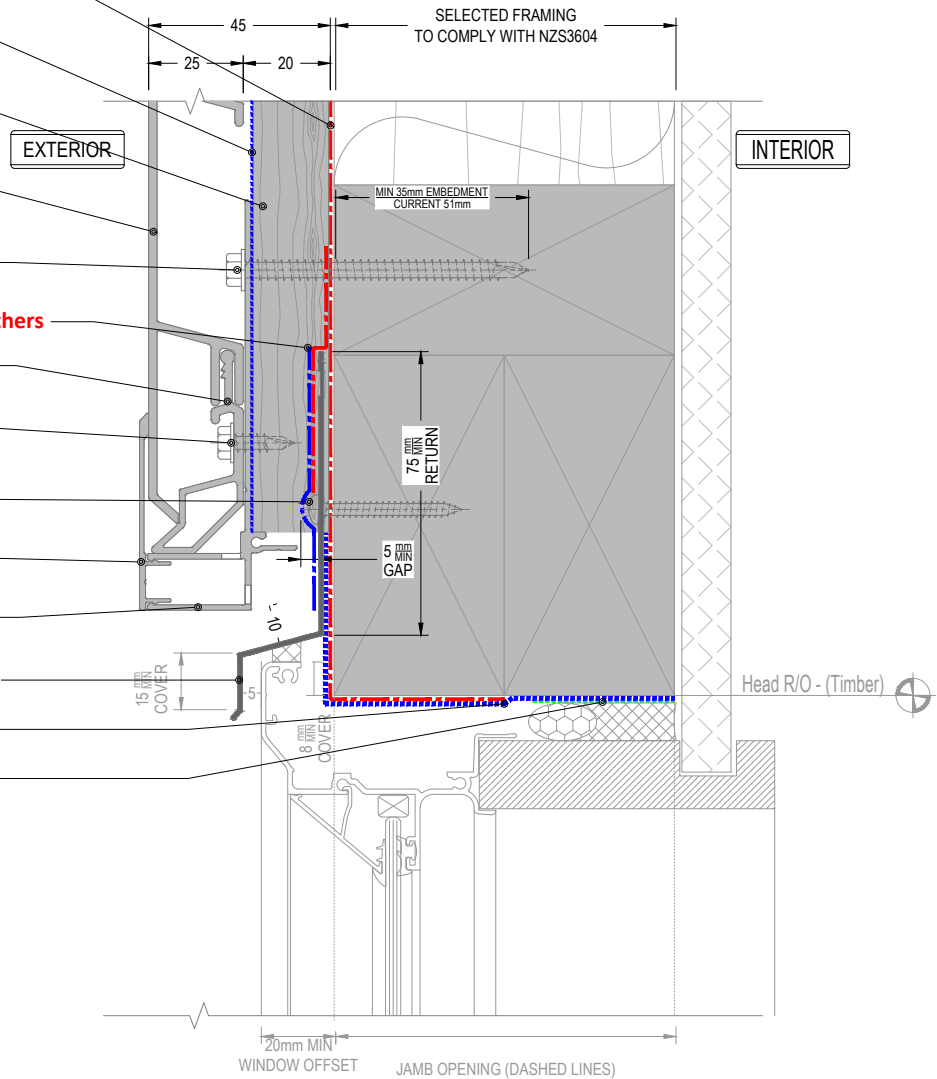 SELECTED FRAMING
TO COMPLY WITH NZS3604
45
25
20
EXTERIOR
INTERIOR
MIN 35mm EMBEDMENT
CURRENT 51mm
hers
75 mm MIN
RETURN
5 mm MIN
GAP
10
15 mm MIN
COVER
5
8 mm MIN
COVER
Head R/O - (Timber)
20mm MIN
WINDOW OFFSET
JAMB OPENING (DASHED LINES)